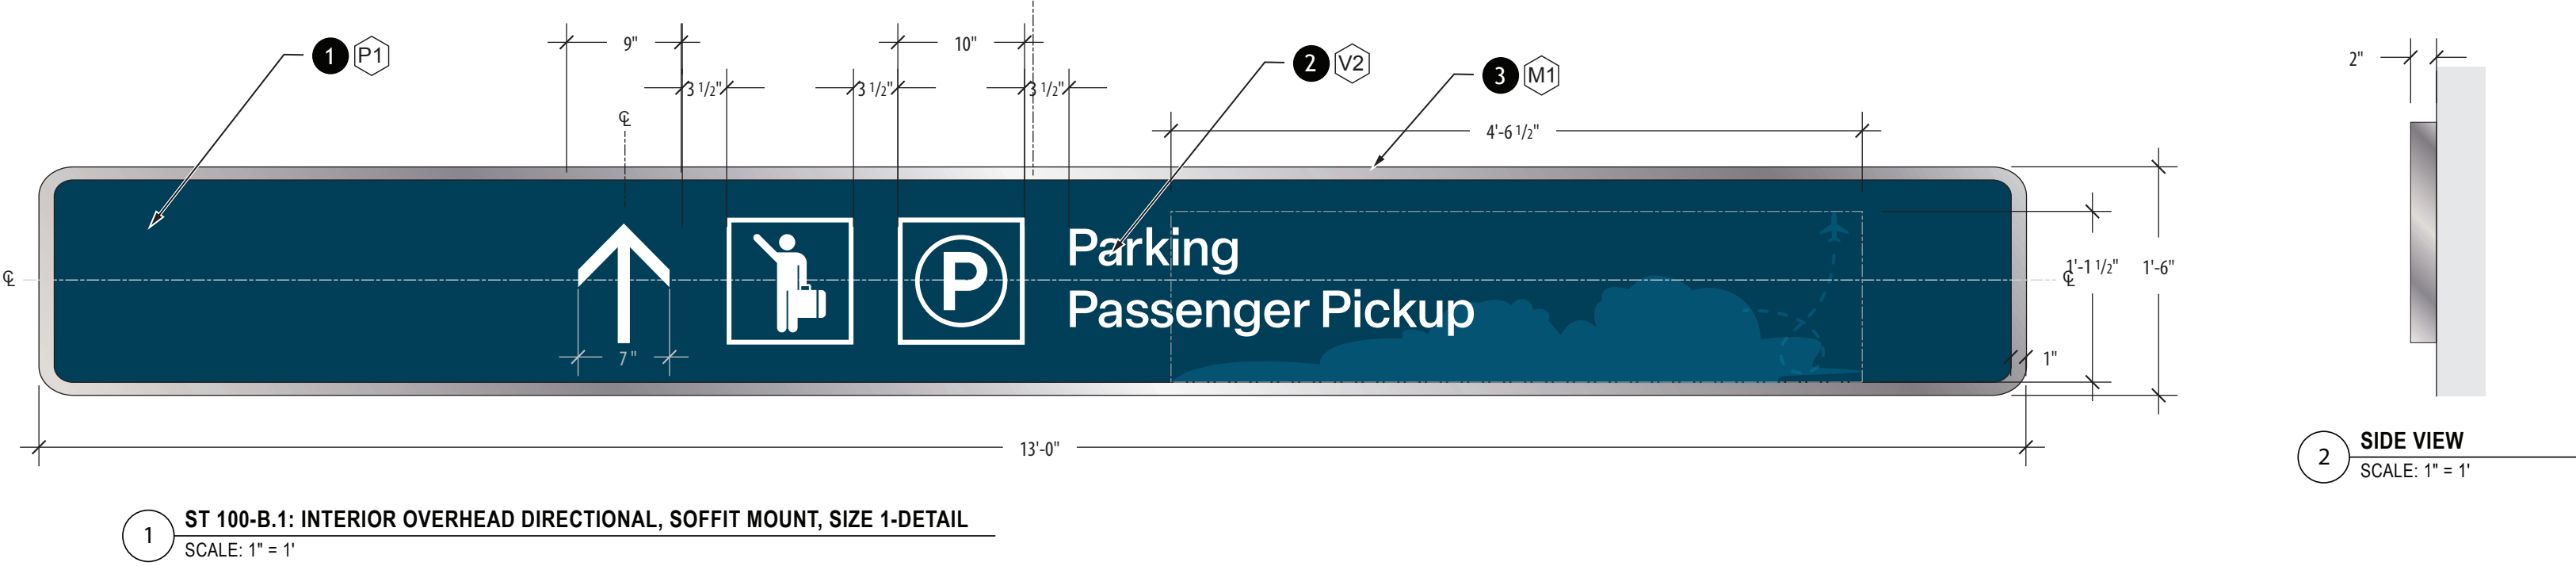 1 P1
9"
10"
2 V2
3 M1
2"
3 1/2"
3 1/2"
3 1/2"
℄
4'-6 1/2"
Parking
P
℄
℄
1'-1 1/2"
1'-6"
Passenger Pickup
7 "
1"
13'-0"
2 SIDE VIEW
SCALE: 1" = 1'
1 ST 100-B.1: INTERIOR OVERHEAD DIRECTIONAL, SOFFIT MOUNT, SIZE 1-DETAIL
SCALE: 1" = 1'